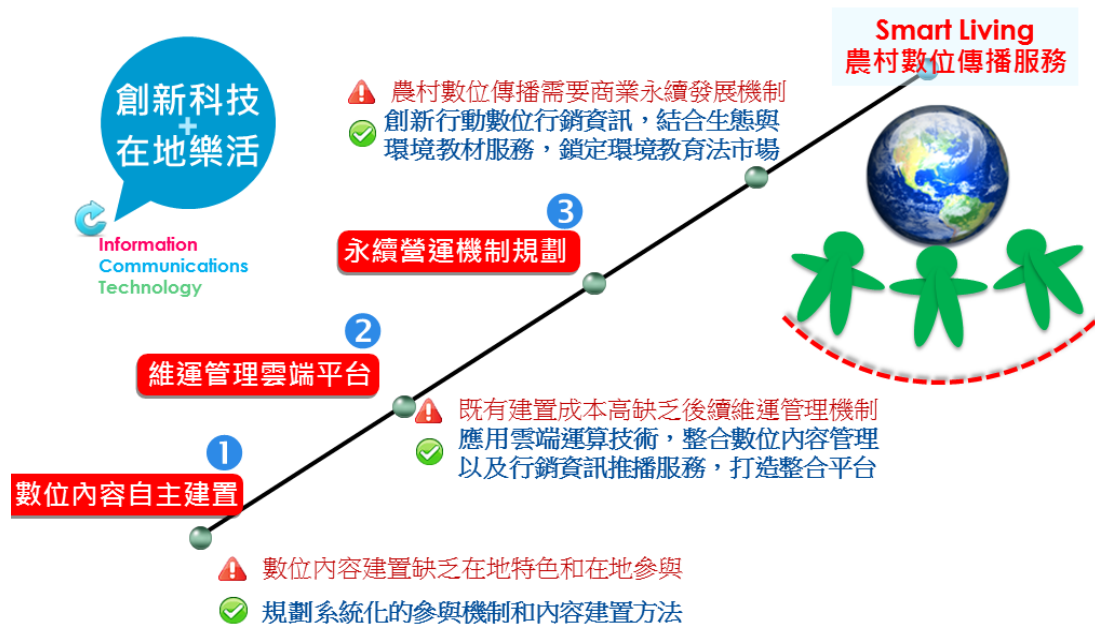 Smart Living
農村數位傳播服務
創新科技
+
在地樂活
Information
Communications
Technology
農村數位傳播需要商業永續發展機制
創新行動數位行銷資訊，結合生態與
環境教材服務，鎖定環境教育法市場
3
永續營運機制規劃
2
維運管理雲端平台
既有建置成本高缺乏後續維運管理機制
應用雲端運算技術，整合數位內容管理
以及行銷資訊推播服務，打造整合平台
1
數位內容自主建置
數位內容建置缺乏在地特色和在地參與
規劃系統化的參與機制和內容建置方法